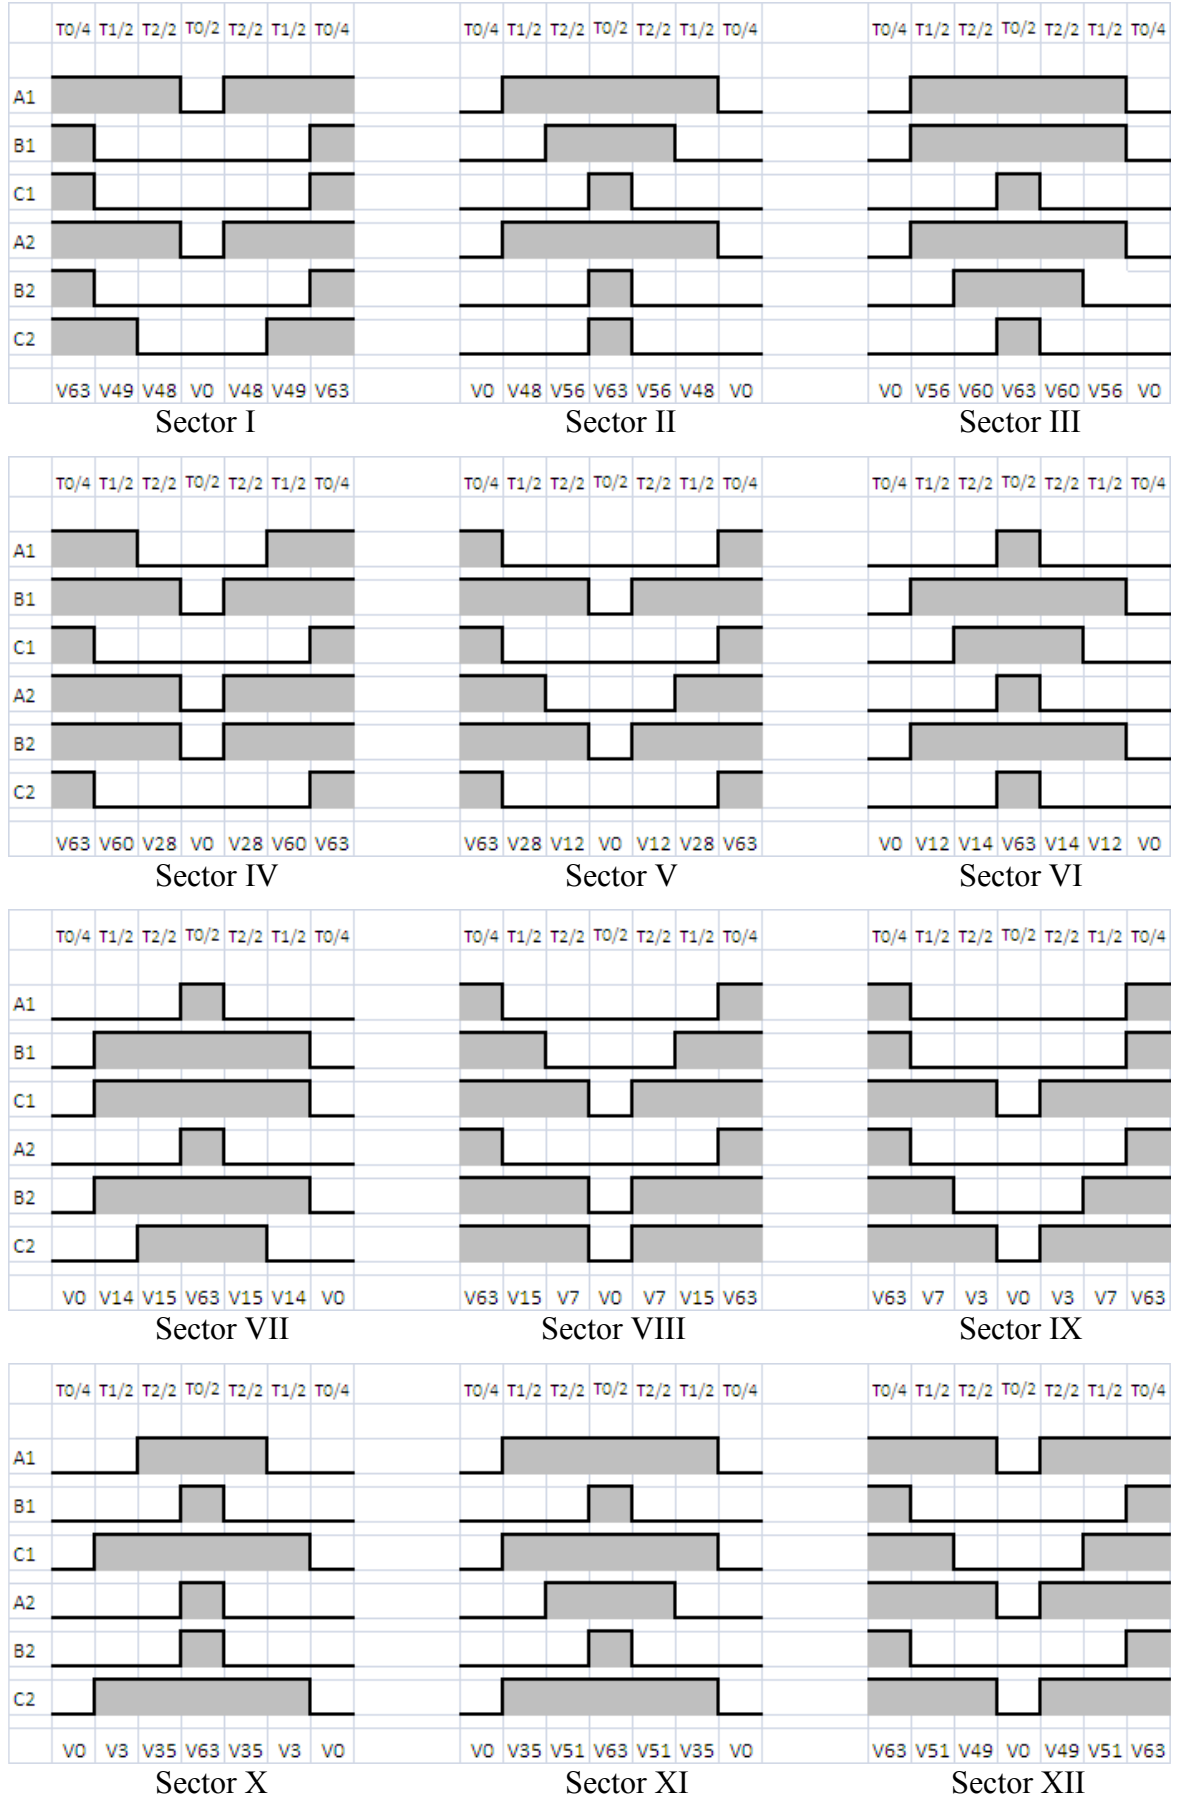 T0/4 T1/2 T2/2 T0/2 T2/2 T1/2 T0/4 T0/4 T1/2 T2/2 T0/2 T2/2 T1/2 T0/4 T0/4 T1/2 T2/2 T0/2 T2/2 T1/2 T0/4
A1
B1
C1
A2
B2
C2
V63 V49 V48 V0 V48 V49 V63 V0 V48 V56 V63 V56 V48 V0 V0 V56 V60 V63 V60 V56 V0
Sector I Sector II Sector III
T0/4 T1/2 T2/2 T0/2 T2/2 T1/2 T0/4 T0/4 T1/2 T2/2 T0/2 T2/2 T1/2 T0/4 T0/4 T1/2 T2/2 T0/2 T2/2 T1/2 T0/4
A1
B1
C1
A2
B2
C2
V63 V60 V28 V0 V28 V60 V63 V63 V28 V12 V0 V12 V28 V63 V0 V12 V14 V63 V14 V12 V0
Sector IV Sector V Sector VI
T0/4 T1/2 T2/2 T0/2 T2/2 T1/2 T0/4 T0/4 T1/2 T2/2 T0/2 T2/2 T1/2 T0/4 T0/4 T1/2 T2/2 T0/2 T2/2 T1/2 T0/4
A1
B1
C1
A2
B2
C2
V0 V14 V15 V63 V15 V14 V0 V63 V15 V7 V0 V7 V15 V63 V63 V7 V3 V0 V3 V7 V63
Sector VII Sector VIII Sector IX
T0/4 T1/2 T2/2 T0/2 T2/2 T1/2 T0/4 T0/4 T1/2 T2/2 T0/2 T2/2 T1/2 T0/4 T0/4 T1/2 T2/2 T0/2 T2/2 T1/2 T0/4
A1
B1
C1
A2
B2
C2
V0 V3 V35 V63 V35 V3 V0 V0 V35 V51 V63 V51 V35 V0 V63 V51 V49 V0 V49 V51 V63
Sector X Sector XI Sector XII